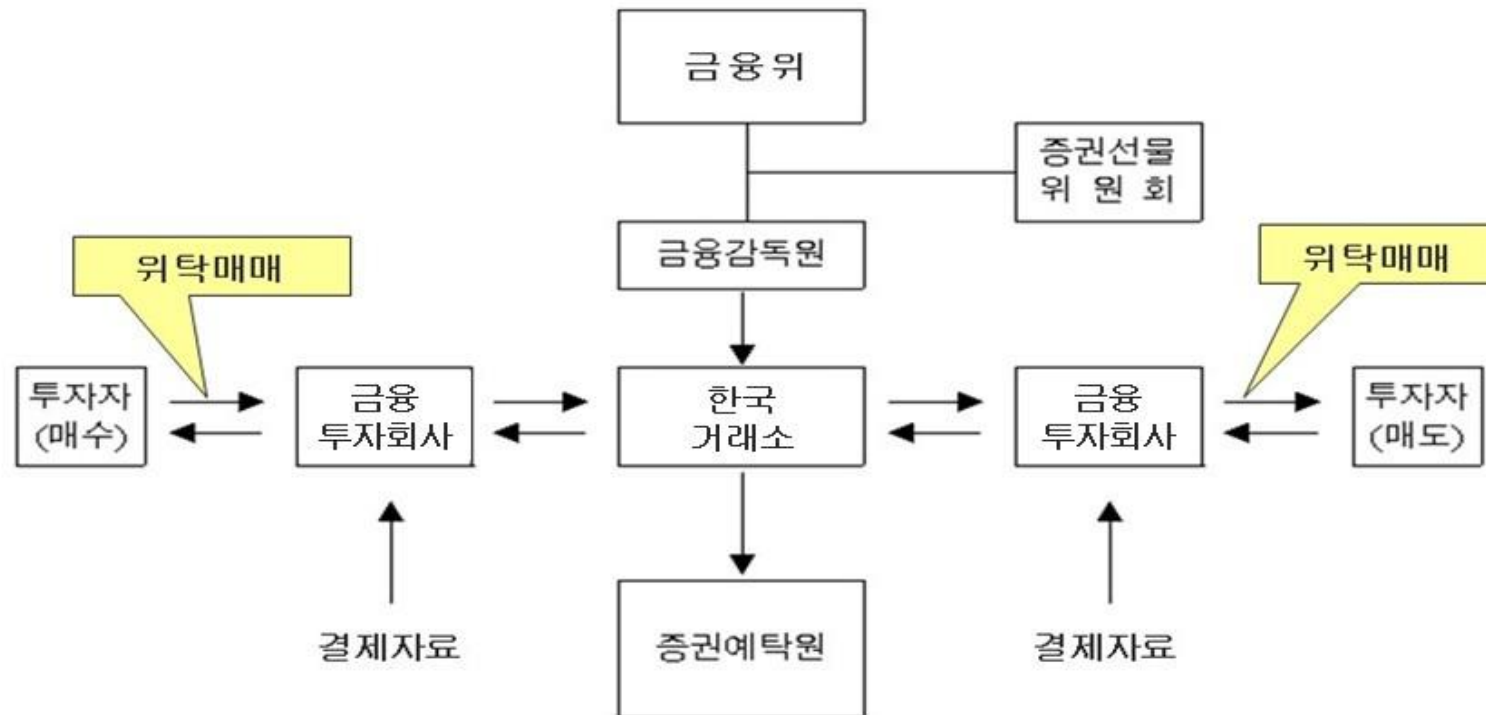 금융위
증권선물
위 원 회
금융감독원
위탁매매
위탁매매
투자자
(매수)
금융
투자회사
한국
거래소
금융
투자회사
투자자
(매도)
결제자료
증권예탁원
결제자료